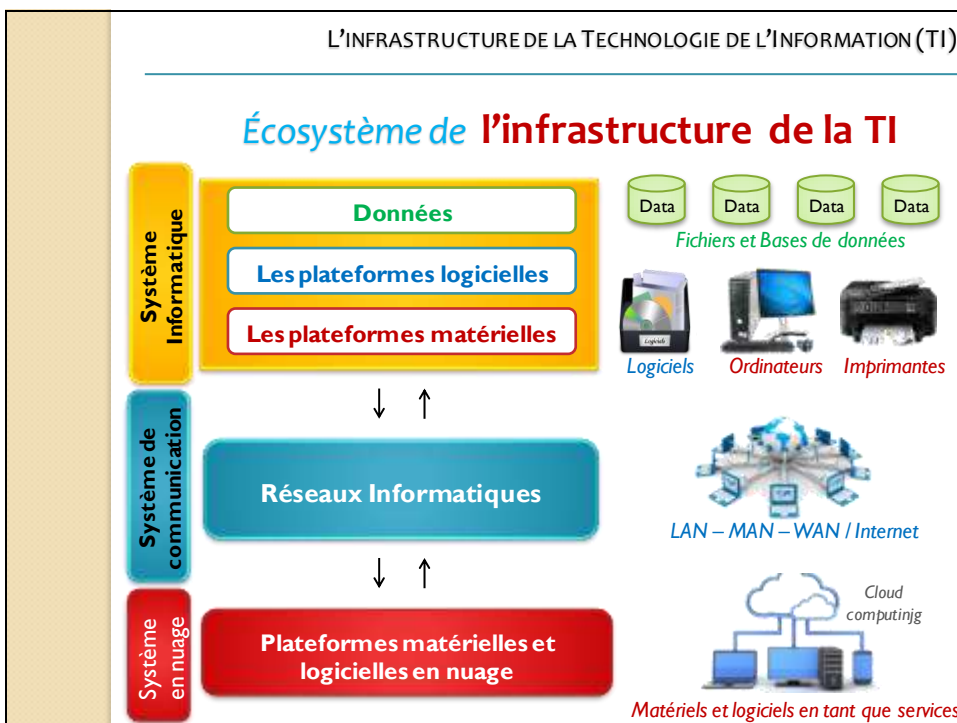 L'INFRASTRUCTURE DE LA TECHNOLOGIE DE L'INFORMATION (TI)
Écosystème de l'infrastructure de la TI
Système
Informatique
Données
Les plateformes logicielles
Les plateformes matérielles
Data Data Data Data
Fichiers et Bases de données
Logiciels
Logiciels Ordinateurs Imprimantes
↓ ↑
Système de
communication
Réseaux Informatiques
LAN – MAN – WAN / Internet
↓ ↑
Système
en nuage
Plateformes matérielles et
logicielles en nuage
Cloud
computinjg
Matériels et logiciels en tant que services